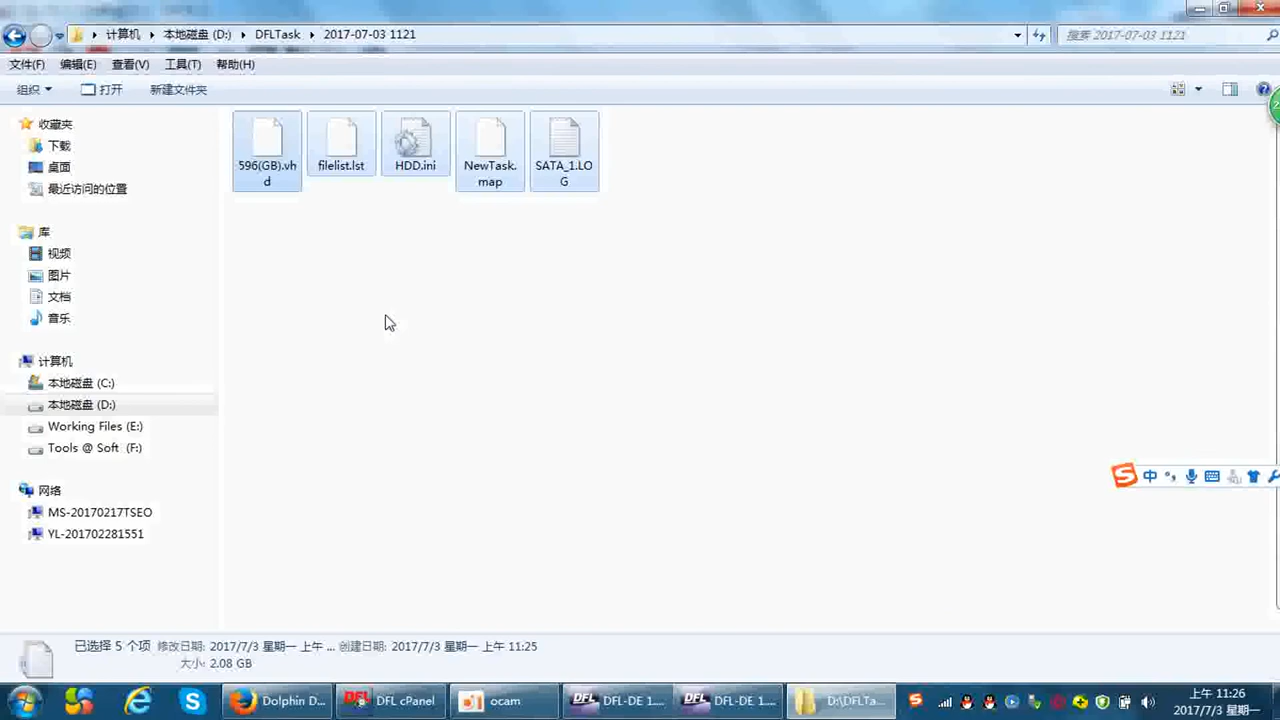 计算机 本地磁盘 (D:) DFLTask 2017-07-03 1121
搜索 2017-07-03 1121
文件(F) 编辑(E) 查看(V) 工具(T) 帮助(H)
组织 打开 新建文件夹
收藏夹
下载
桌面
最近访问的位置
库
视频
图片
文档
音乐
计算机
本地磁盘 (C:)
本地磁盘 (D:)
Working Files (E:)
Tools @ Soft (F:)
网络
MS-20170217TSEO
YL-201702281551
596(GB).vh
d
filelist.lst
HDD.ini
NewTask.
map
SATA_1.LO
G
中
已选择 5 个项 修改日期: 2017/7/3 星期一 上午 ... 创建日期: 2017/7/3 星期一 上午 11:25
大小: 2.08 GB
Dolphin D... DFL cPanel ocam DFL-DE 1.... DFL-DE 1.... D:\DFLTa...
上午 11:26
2017/7/3 星期一